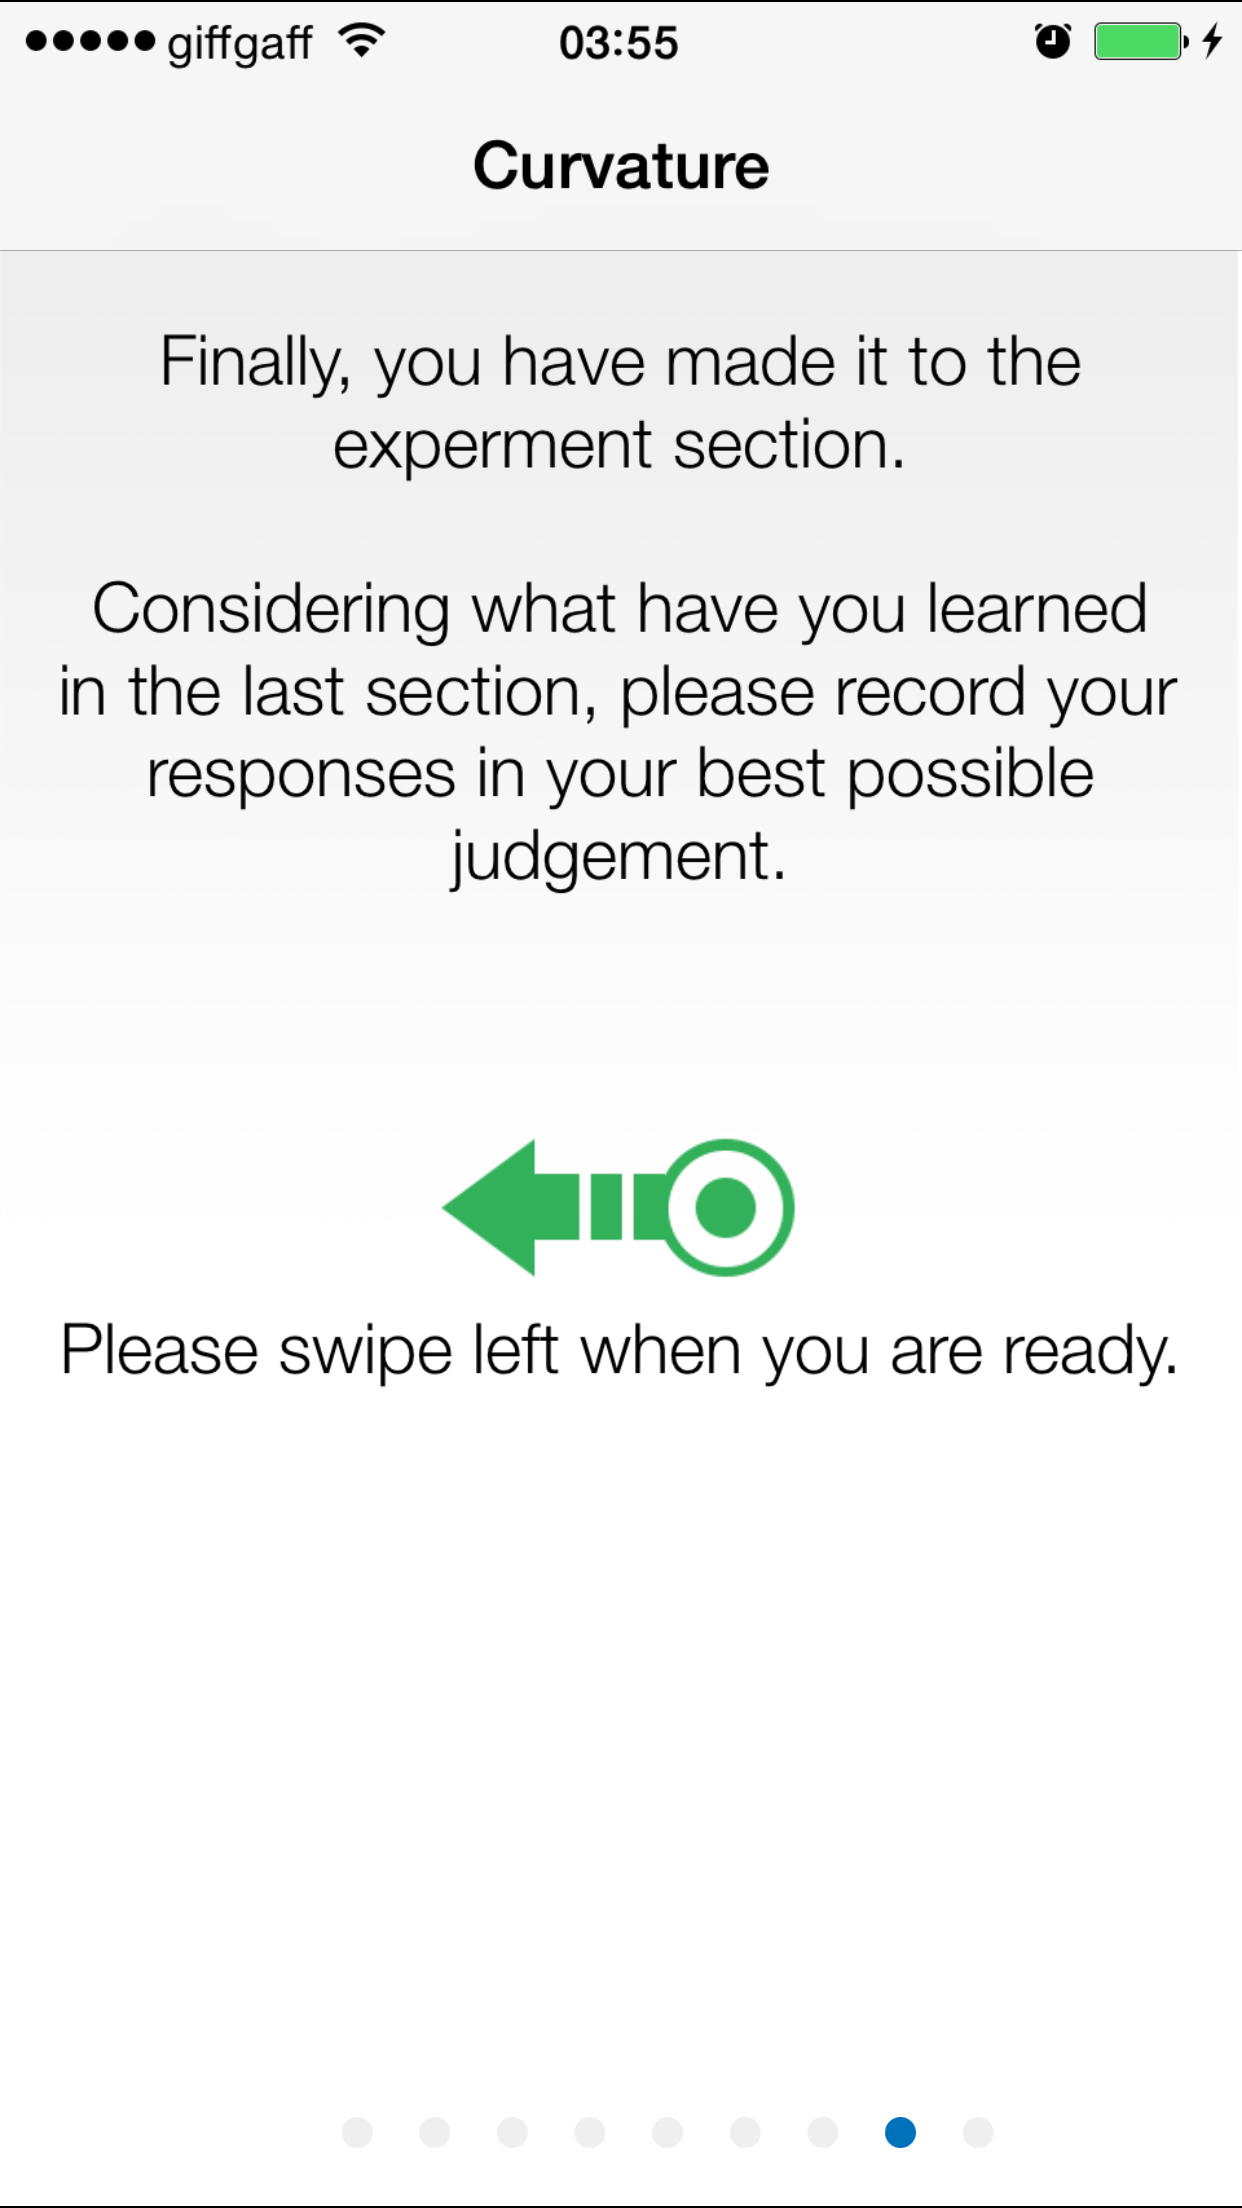 giffgaff 03:55
Curvature
Finally, you have made it to the
experment section.
Considering what have you learned
in the last section, please record your
responses in your best possible
judgement.
Please swipe left when you are ready.